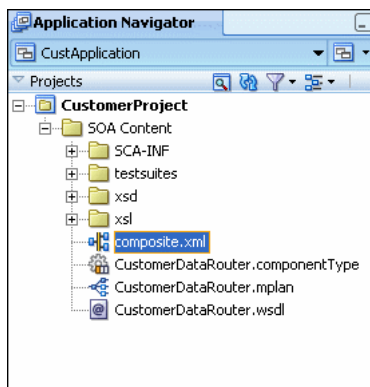 Application Navigator
CustApplication
Projects
CustomerProject
SOA Content
SCA-INF
testsuites
xsd
xsl
composite.xml
CustomerDataRouter.componentType
CustomerDataRouter.mplan
CustomerDataRouter.wsdl